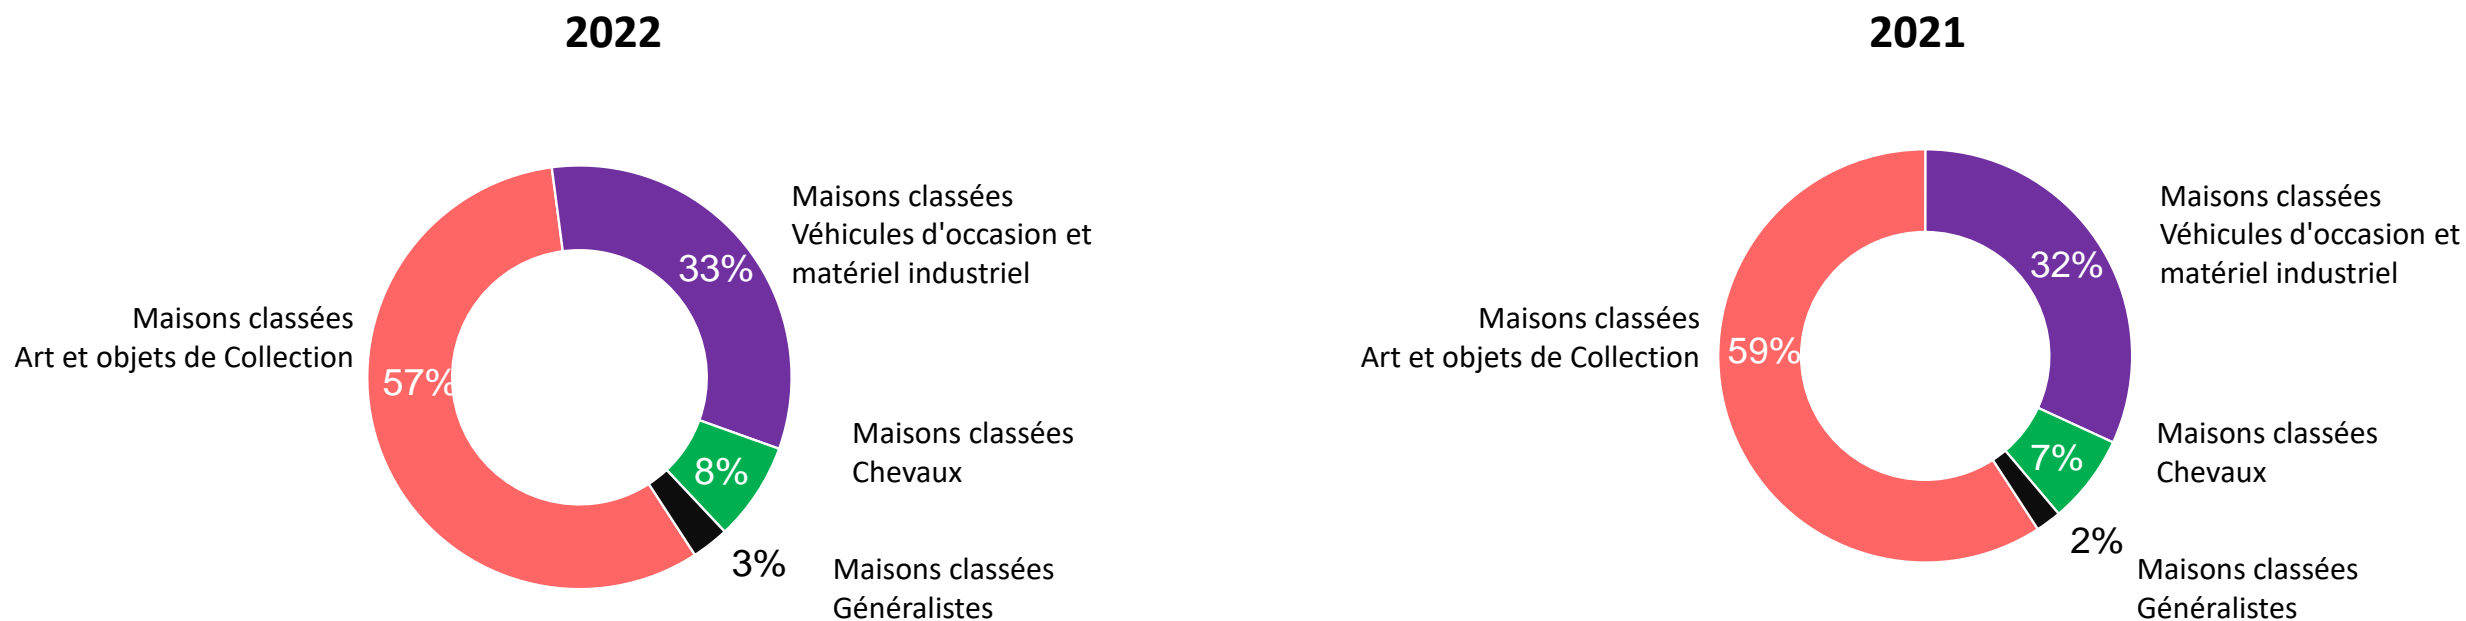 2022
Maisons classées
Véhicules d'occasion et
matériel industriel
33%
Maisons classées
Art et objets de Collection
57%
Maisons classées
Chevaux
8%
3%
Maisons classées
Généralistes
2021
Maisons classées
Véhicules d'occasion et
matériel industriel
32%
Maisons classées
Art et objets de Collection
59%
Maisons classées
Chevaux
7%
2%
Maisons classées
Généralistes